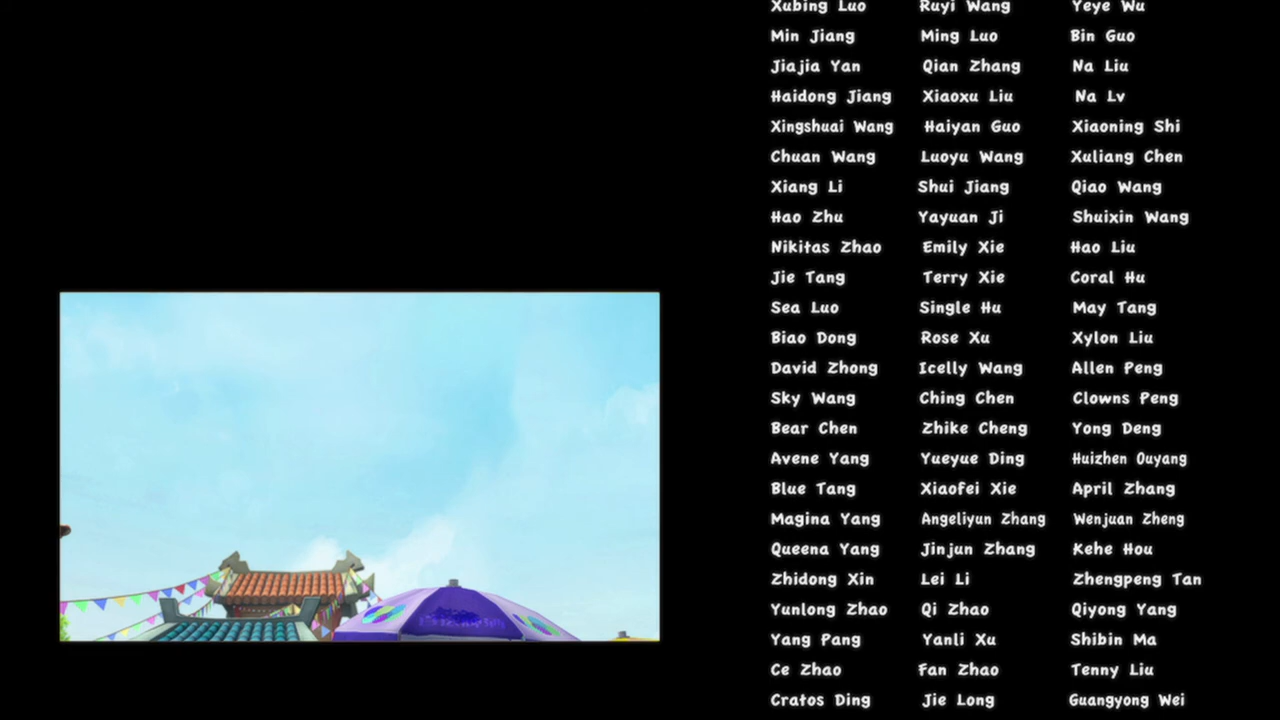 Xubing Luo Ruyi Wang Yeye Wu
Min Jiang Ming Luo Bin Guo
Jiajia Yan Qian Zhang Na Liu
Haidong Jiang Xiaoxu Liu Na Lv
Xingshuai Wang Haiyan Guo Xiaoning Shi
Chuan Wang Luoyu Wang Xuliang Chen
Xiang Li Shui Jiang Qiao Wang
Hao Zhu Yayuan Ji Shuixin Wang
Nikitas Zhao Emily Xie Hao Liu
Jie Tang Terry Xie Coral Hu
Sea Luo Single Hu May Tang
Biao Dong Rose Xu Xylon Liu
David Zhong Icelly Wang Allen Peng
Sky Wang Ching Chen Clowns Peng
Bear Chen Zhike Cheng Yong Deng
Avene Yang Yueyue Ding Huizhen Ouyang
Blue Tang Xiaofei Xie April Zhang
Magina Yang Angeliyun Zhang Wenjuan Zheng
Queena Yang Jinjun Zhang Kehe Hou
Zhidong Xin Lei Li Zhengpeng Tan
Yunlong Zhao Qi Zhao Qiyong Yang
Yang Pang Yanli Xu Shibin Ma
Ce Zhao Fan Zhao Tenny Liu
Cratos Ding Jie Long Guangyong Wei